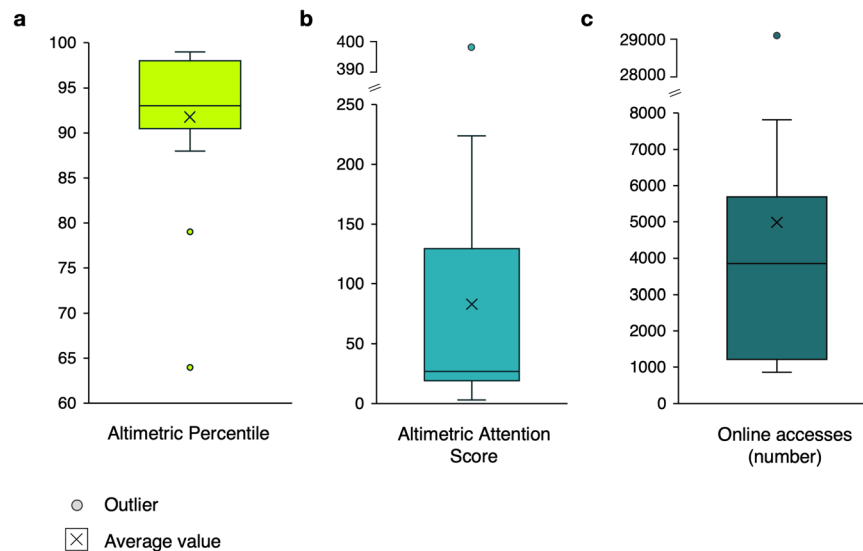 a
100
95
90
85
80
75
70
65
60
Altimetric Percentile
b
400
390
250
200
150
100
50
0
Altimetric Attention
Score
c
29000
28000
8000
7000
6000
5000
4000
3000
2000
1000
0
Online accesses
(number)
Outlier
Average value